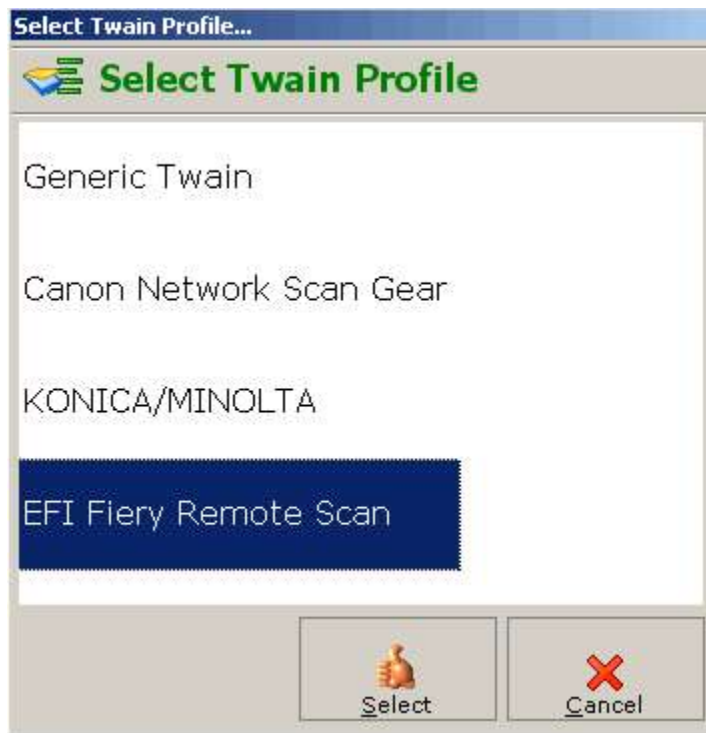 Select Twain Profile...
Select Twain Profile
Generic Twain
Canon Network Scan Gear
KONICA/MINOLTA
EFI Fiery Remote Scan
Select
Cancel